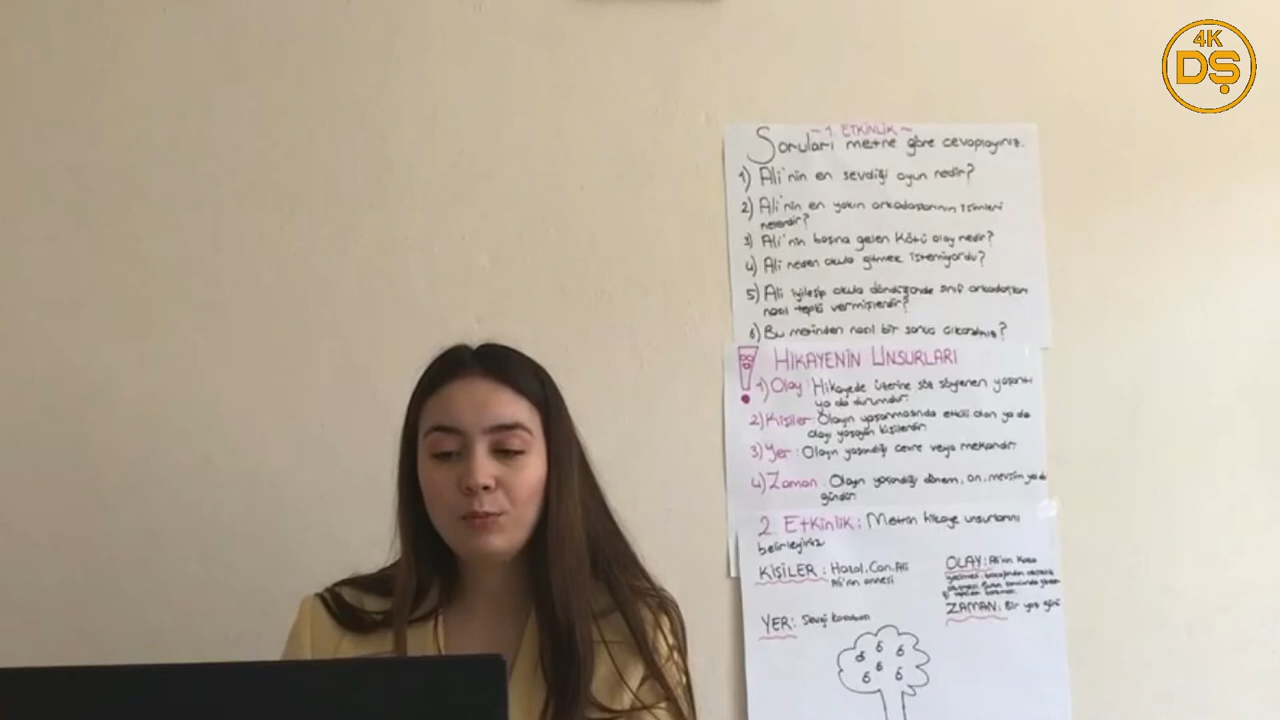 4K
DŞ
~ 1. ETKİNLİK ~
Soruları metne göre cevaplayınız.
1) Ali'nin en sevdiği oyun nedir?
2) Ali'nin en yakın arkadaşlarının isimleri
nelerdir?
3) Ali'nin başına gelen kötü olay nedir?
4) Ali neden okula gitmek istemiyordu?
5) Ali iyileşip okula döndüğünde sınıf arkadaşları
nasıl tepki vermişlerdir?
6) Bu metinden nasıl bir sonuç
HİKAYENİN UNSURLARI
1) Olay: Hikayede üzerine söz söylenen yaşantı
ya da durumdur.
2) Kişiler: Olayın yaşanmasında etkili olan ya da
olayı yaşayan kişilerdir.
3) Yer: Olayın yaşandığı çevre veya mekandır.
4) Zaman: Olayın yaşandığı dönem, an, mevsim ya da
gündür.
2. Etkinlik: Metnin hikaye unsurlarını
belirleyiniz
KİŞİLER: Hazal, Can, Ali
Ali'nin annesi
OLAY: Ali'nin kaza
YER: Sevgi kasabası
ZAMAN: Bir yaz günü